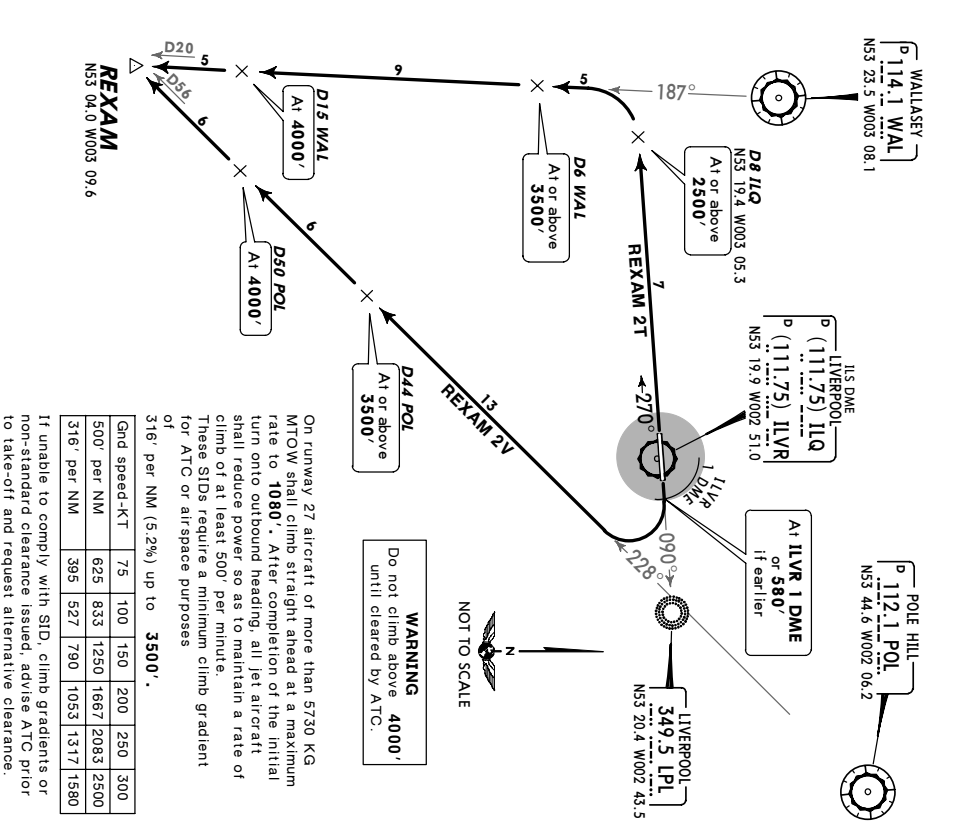 WALLASEY
D 114.1 WAL
N53 23.5 W003 08.1
187°
D8 ILQ
N53 19.4 W003 05.3
At or above
2500'
ILS DME
LIVERPOOL
D (111.75) ILQ
D (111.75) ILVR
N53 19.9 W002 51.0
POLE HILL
D 112.1 POL
N53 44.6 W002 06.2
At ILVR 1 DME
or 580'
if earlier
1
ILVR
DME
270°
090°
228°
LIVERPOOL
349.5 LPL
N53 20.4 W002 43.5
7
REXAM 2T
5
D6 WAL
At or above
3500'
9
D15 WAL
At 4000'
5
D20
D56
REXAM
N53 04.0 W003 09.6
6
D50 POL
At 4000'
6
D44 POL
At or above
3500'
13
REXAM 2V
N
NOT TO SCALE
WARNING
Do not climb above 4000'
until cleared by ATC.
On runway 27 aircraft of more than 5730 KG
MTOW shall climb straight ahead at a maximum
rate to 1080'. After completion of the initial
turn onto outbound heading, all jet aircraft
shall reduce power so as to maintain a rate of
climb of at least 500' per minute.
These SIDs require a minimum climb gradient
for ATC or airspace purposes
of
316' per NM (5.2%) up to 3500'.
Gnd speed-KT 75 100 150 200 250 300
500' per NM 625 833 1250 1667 2083 2500
316' per NM 395 527 790 1053 1317 1580
If unable to comply with SID, climb gradients or
non-standard clearance issued, advise ATC prior
to take-off and request alternative clearance.